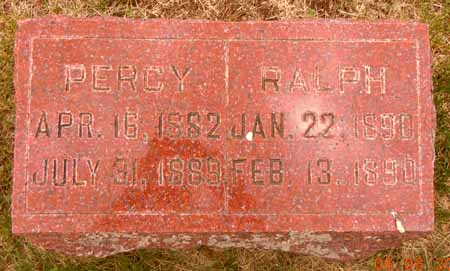 PERCY RALPH
APR. 16, 1882 JAN. 22, 1890
JULY 31, 1889 FEB. 13, 1890